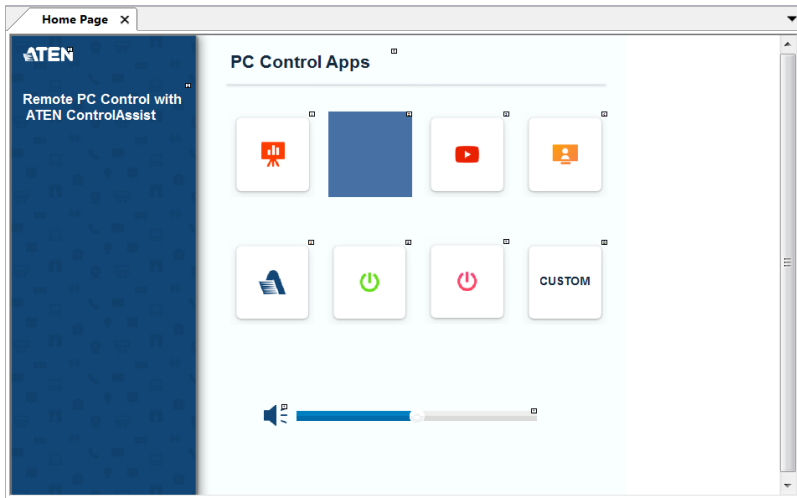 Home Page X
ATEN
Remote PC Control with
ATEN ControlAssist
PC Control Apps
CUSTOM